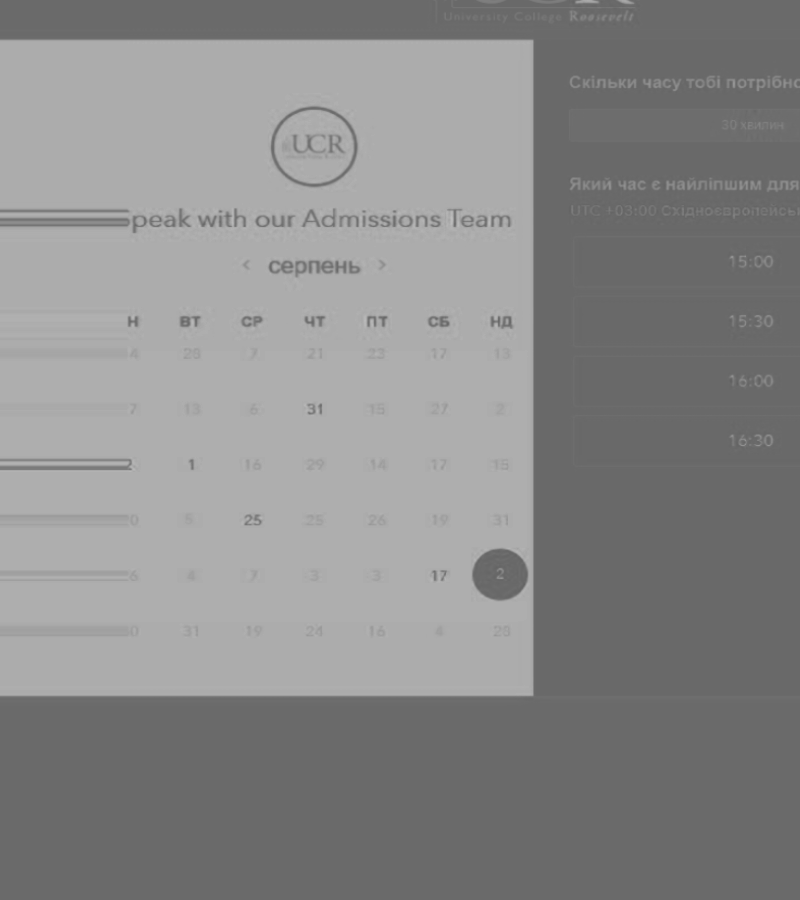 University College Roosevelt
UCR
peak with our Admissions Team
< серпень >
Н ВТ СР ЧТ ПТ СБ НД
4 28 7 21 23 17 13
7 13 6 31 15 27 2
2 1 16 29 14 17 15
0 5 25 25 26 19 31
6 4 7 3 3 17 2
0 31 19 24 16 4 28
Скільки часу тобі потрібно
30 хвилин
Який час є найліпшим для
UTC +03:00 Східноєвропейськ
15:00
15:30
16:00
16:30